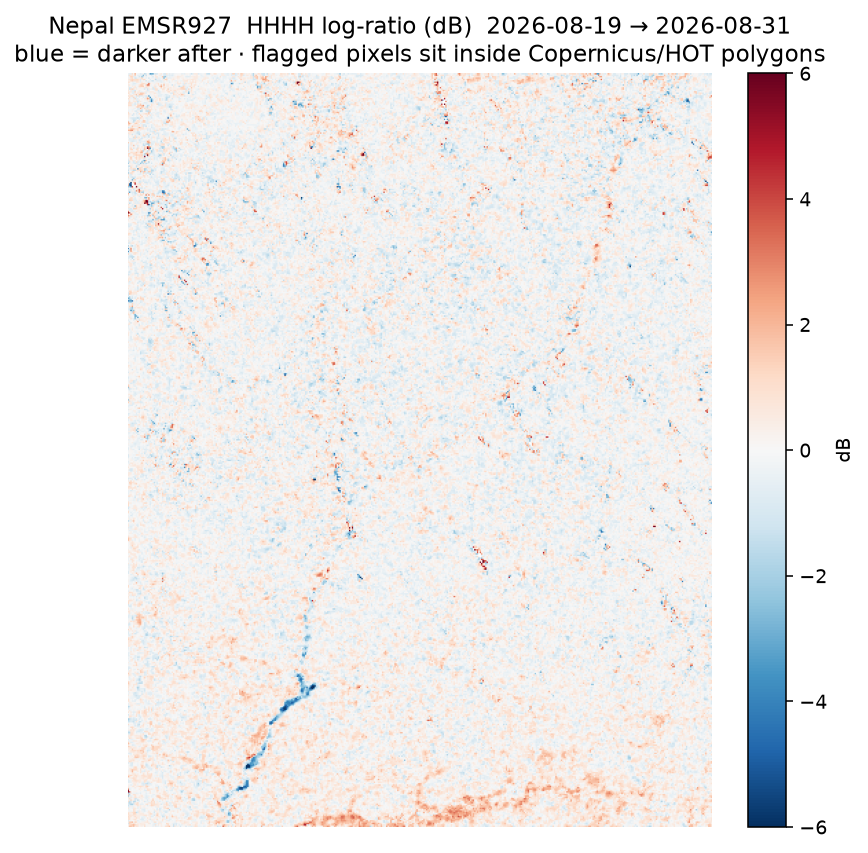 Nepal EMSR927  HHHH log-ratio (dB)  2026-08-19 → 2026-08-31
blue = darker after · flagged pixels sit inside Copernicus/HOT polygons
6
4
2
0
−2
−4
−6
dB